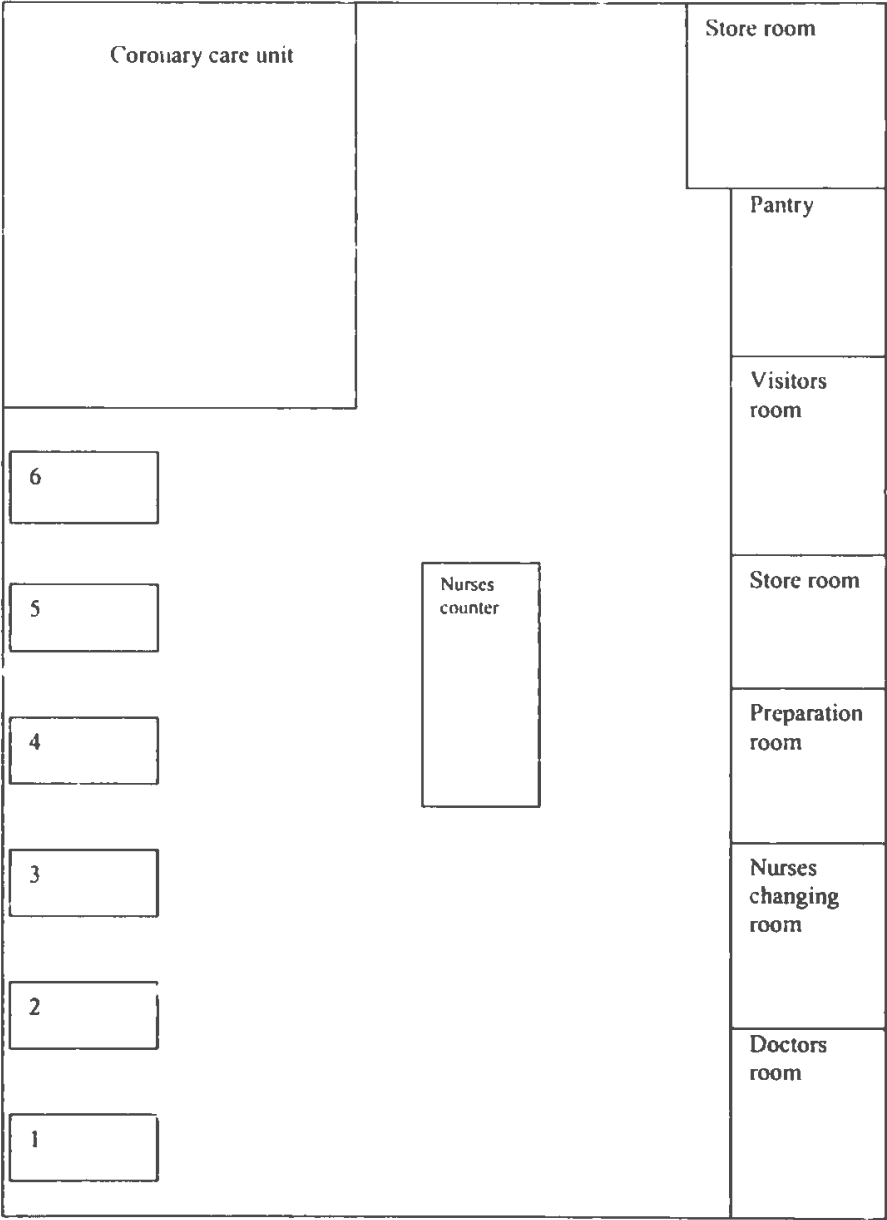 Coronary care unit
Store room
Pantry
Visitors
room
6
Nurses
counter
Store room
5
Preparation
room
4
Nurses
changing
room
3
2
Doctors
room
1